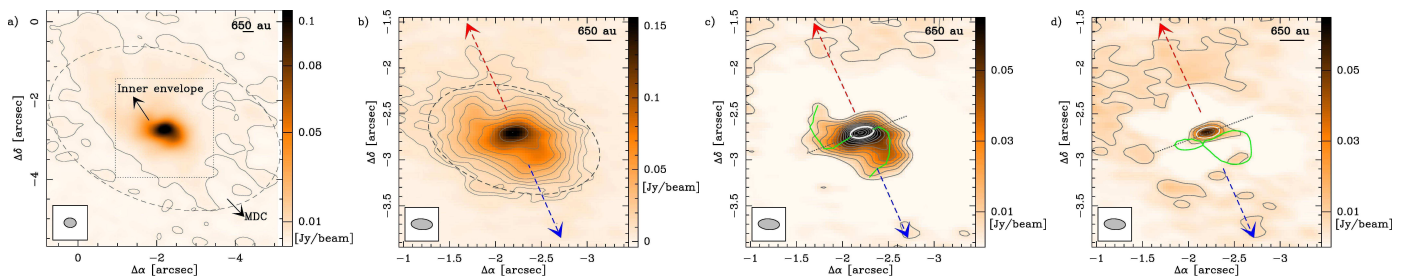 a)
650 au
Inner envelope
MDC
0
−2
−4
Δδ [arcsec]
0
−2
−4
Δα [arcsec]
0.1
0.08
0.05
0.01
[Jy/beam]
b)
650 au
−1.5
−2
−2.5
−3
−3.5
Δδ [arcsec]
−1
−1.5
−2
−2.5
−3
Δα [arcsec]
0.15
0.1
0.05
[Jy/beam]
0
c)
650 au
−1.5
−2
−2.5
−3
−3.5
Δδ [arcsec]
−1
−1.5
−2
−2.5
−3
Δα [arcsec]
0.05
0.03
0.01
[Jy/beam]
d)
650 au
−1.5
−2
−2.5
−3
−3.5
Δδ [arcsec]
−1
−1.5
−2
−2.5
−3
Δα [arcsec]
0.05
0.03
0.01
[Jy/beam]